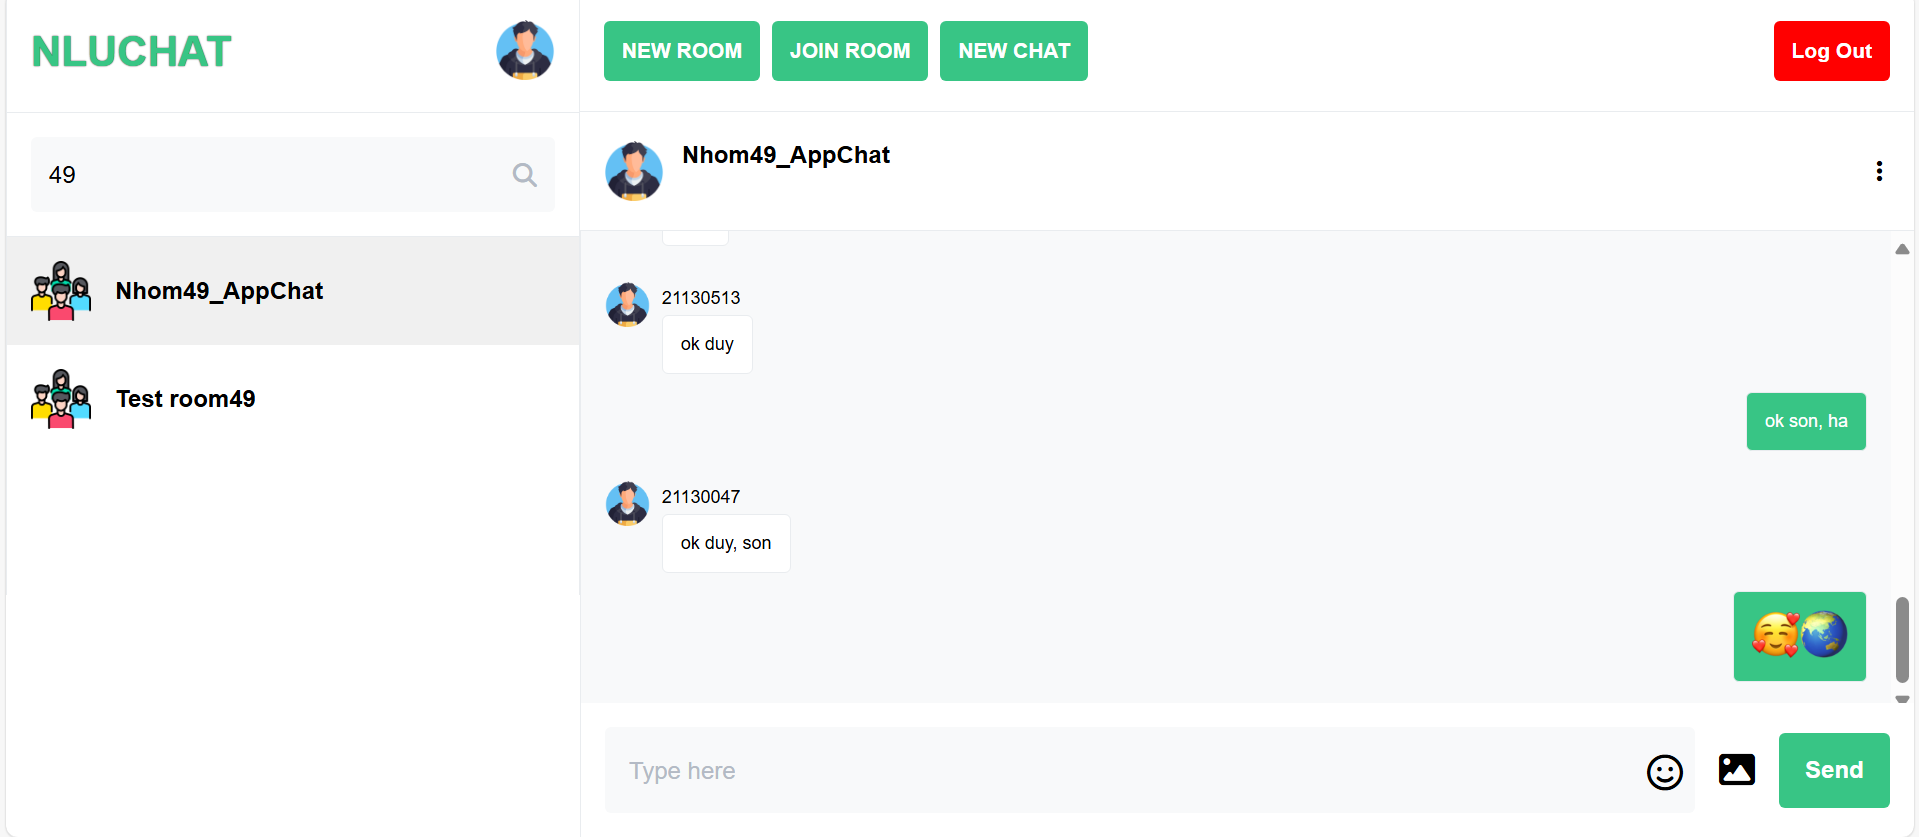 NLUCHAT
NEW ROOM
JOIN ROOM
NEW CHAT
Log Out
49
Nhom49_AppChat
Test room49
Nhom49_AppChat
21130513
ok duy
ok son, ha
21130047
ok duy, son
🥰🌏
Type here
Send